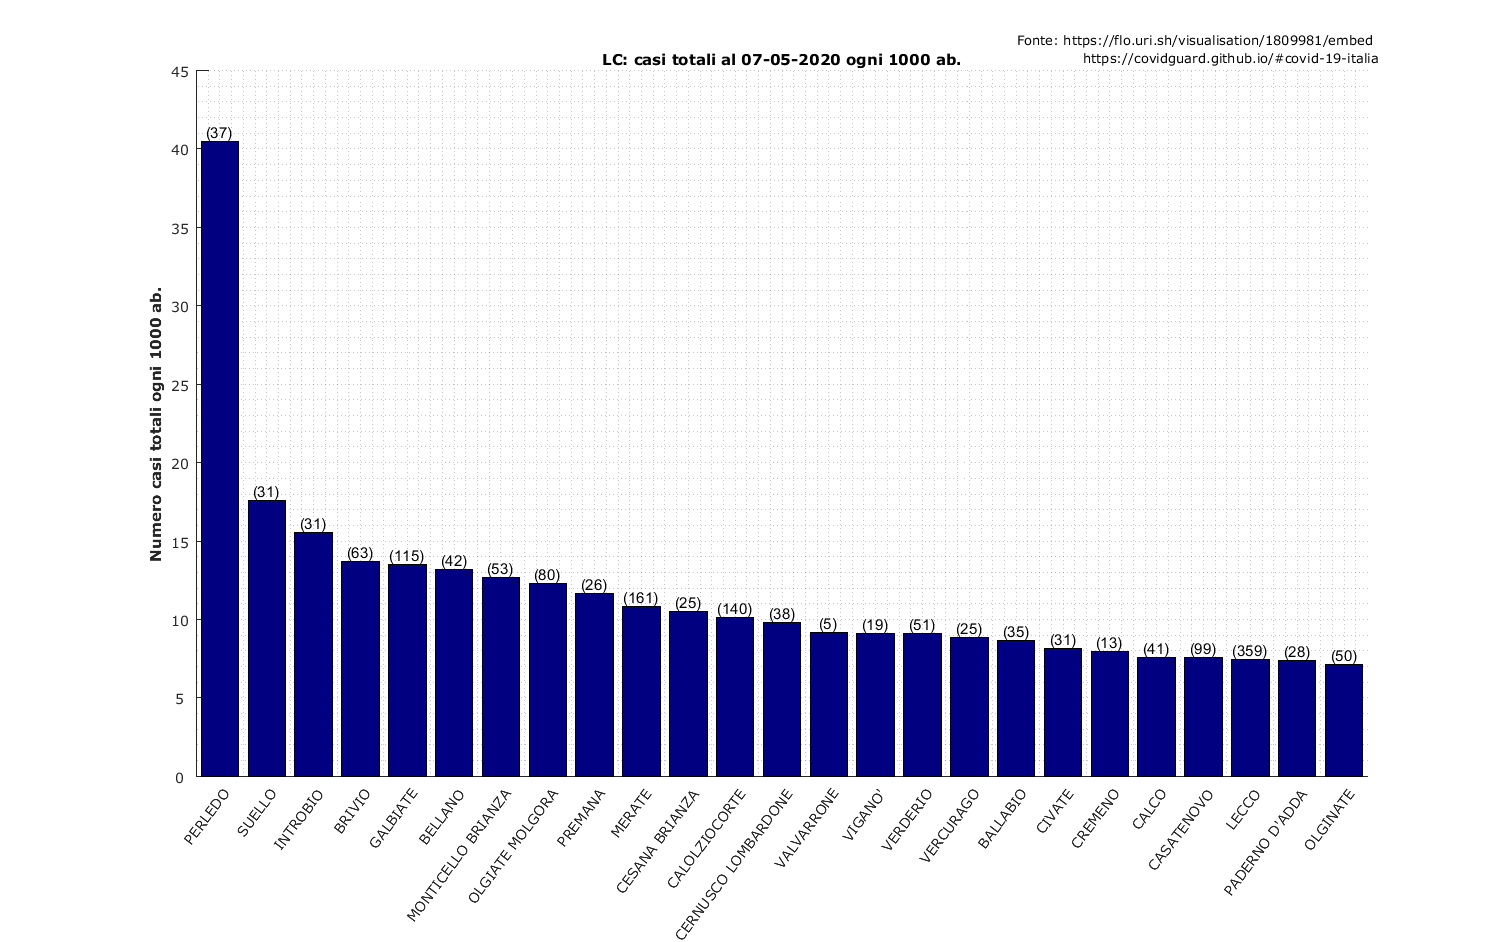 Fonte: https://flo.uri.sh/visualisation/1809981/embed
https://covidguard.github.io/#covid-19-italia
LC: casi totali al 07-05-2020 ogni 1000 ab.
Numero casi totali ogni 1000 ab.
45
40
35
30
25
20
15
10
5
0
(37)
(31)
(31)
(63)
(115)
(42)
(53)
(80)
(26)
(161)
(25)
(140)
(38)
(5)
(19)
(51)
(25)
(35)
(31)
(13)
(41)
(99)
(359)
(28)
(50)
PERLEDO
SUELLO
INTROBIO
BRIVIO
GALBIATE
BELLANO
MONTICELLO BRIANZA
OLGIATE MOLGORA
PREMANA
MERATE
CESANA BRIANZA
CALOLZIOCORTE
CERNUSCO LOMBARDONE
VALVARRONE
VIGANO'
VERDERIO
VERCURAGO
BALLABIO
CIVATE
CREMENO
CALCO
CASATENOVO
LECCO
PADERNO D'ADDA
OLGINATE